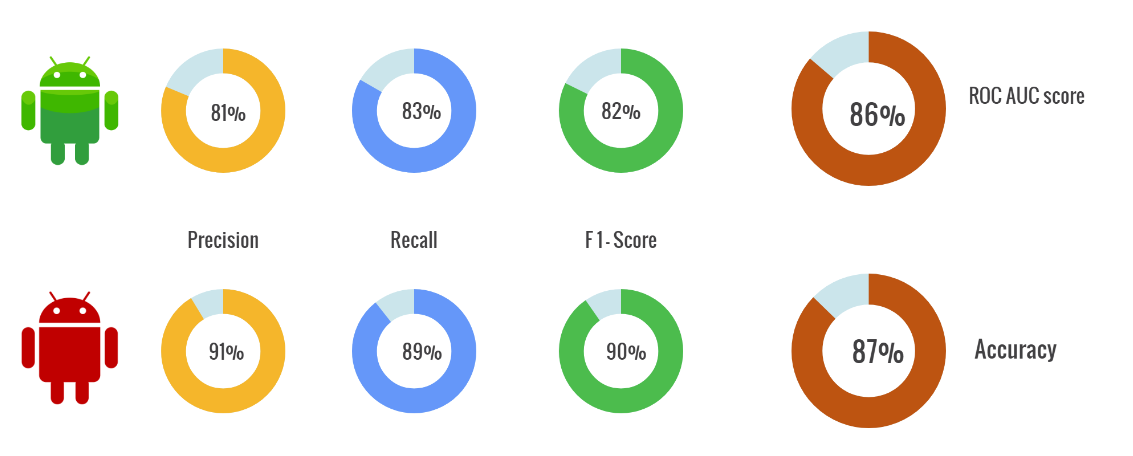 81%
83%
82%
86%
ROC AUC score
Precision
Recall
F1-Score
91%
89%
90%
87%
Accuracy